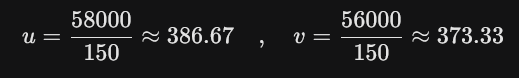 u = 58000/150 ≈ 386.67 , v = 56000/150 ≈ 373.33